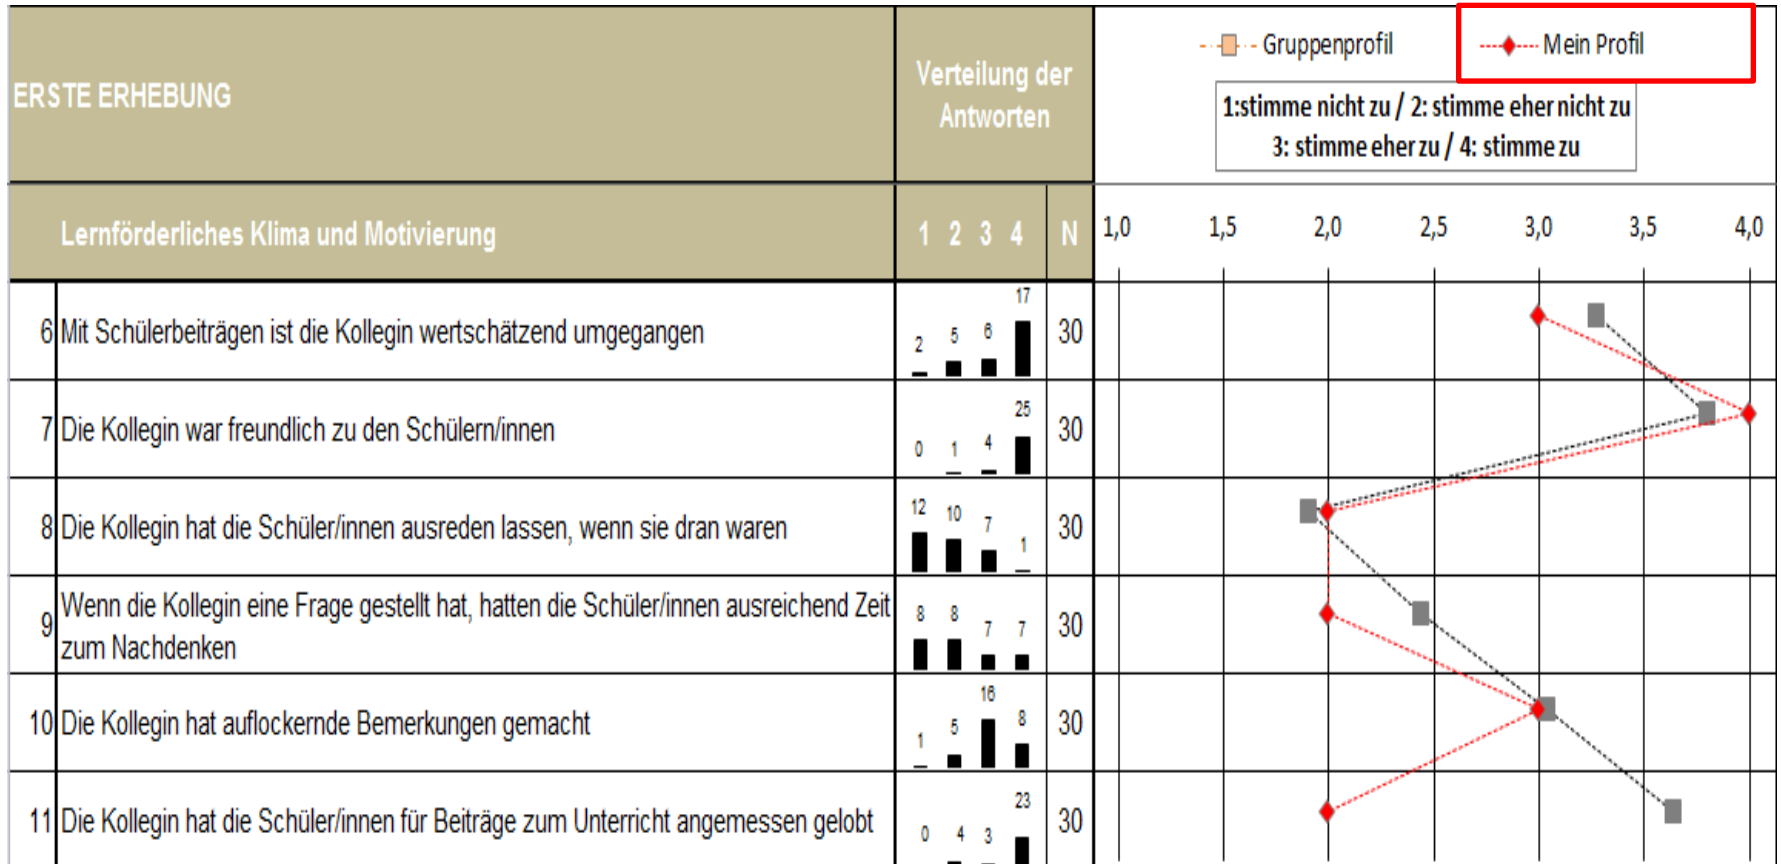 ERSTE ERHEBUNG
Verteilung der
Antworten
Gruppenprofil
Mein Profil
1:stimme nicht zu / 2: stimme eher nicht zu
3: stimme eher zu / 4: stimme zu
Lernförderliches Klima und Motivierung
1 2 3 4 N
1,0 1,5 2,0 2,5 3,0 3,5 4,0
6 Mit Schülerbeiträgen ist die Kollegin wertschätzend umgegangen 2 5 6 17 30
7 Die Kollegin war freundlich zu den Schülern/innen 0 1 4 25 30
8 Die Kollegin hat die Schüler/innen ausreden lassen, wenn sie dran waren 12 10 7 1 30
9 Wenn die Kollegin eine Frage gestellt hat, hatten die Schüler/innen ausreichend Zeit
zum Nachdenken 8 8 7 7 30
10 Die Kollegin hat auflockernde Bemerkungen gemacht 1 5 16 8 30
11 Die Kollegin hat die Schüler/innen für Beiträge zum Unterricht angemessen gelobt 0 4 3 23 30